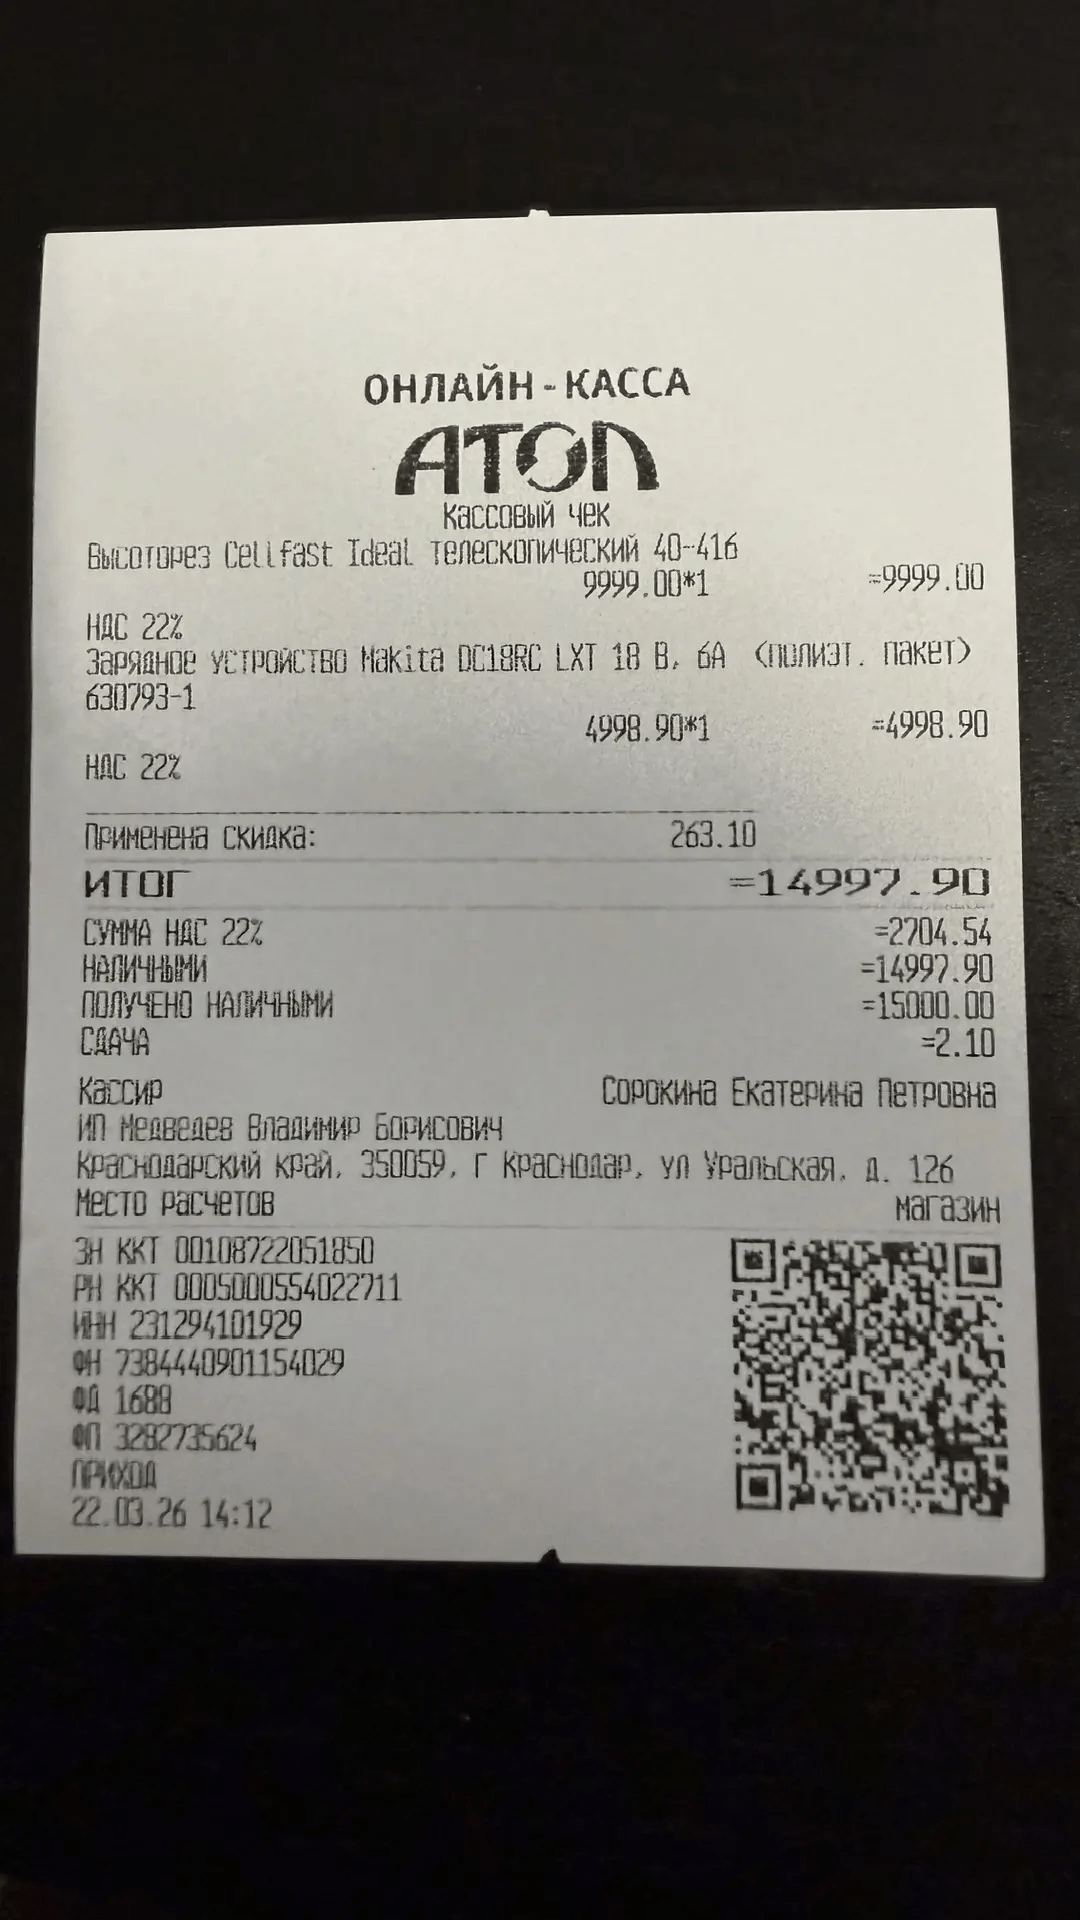 ОНЛАЙН-КАССА
АТОЛ
Кассовый чек
Высоторез Cellfast Ideal телескопический 40-416
9999.00*1 =9999.00
НДС 22%
Зарядное устройство Makita DC18RC LXT 18 В, 6А (полиэт. пакет)
630793-1
4998.90*1 =4998.90
НДС 22%
Применена скидка: 263.10
ИТОГ =14997.90
СУММА НДС 22% =2704.54
НАЛИЧНЫМИ =14997.90
ПОЛУЧЕНО НАЛИЧНЫМИ =15000.00
СДАЧА =2.10
Кассир Сорокина Екатерина Петровна
ИП Медведев Владимир Борисович
Краснодарский край, 350059, г Краснодар, ул Уральская, д. 126
Место расчетов магазин
ЗН ККТ 00108722051850
РН ККТ 0005000554022711
ИНН 231294101929
ФН 7384440901154029
ФД 1688
ФП 3282735624
ПРИХОД
22.03.26 14:12